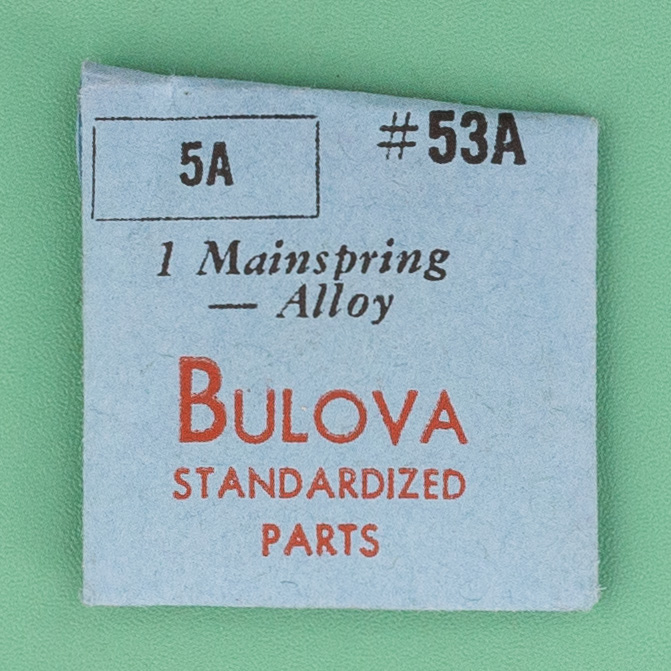 5A
#53A
1 Mainspring
— Alloy
BULOVA
STANDARDIZED
PARTS